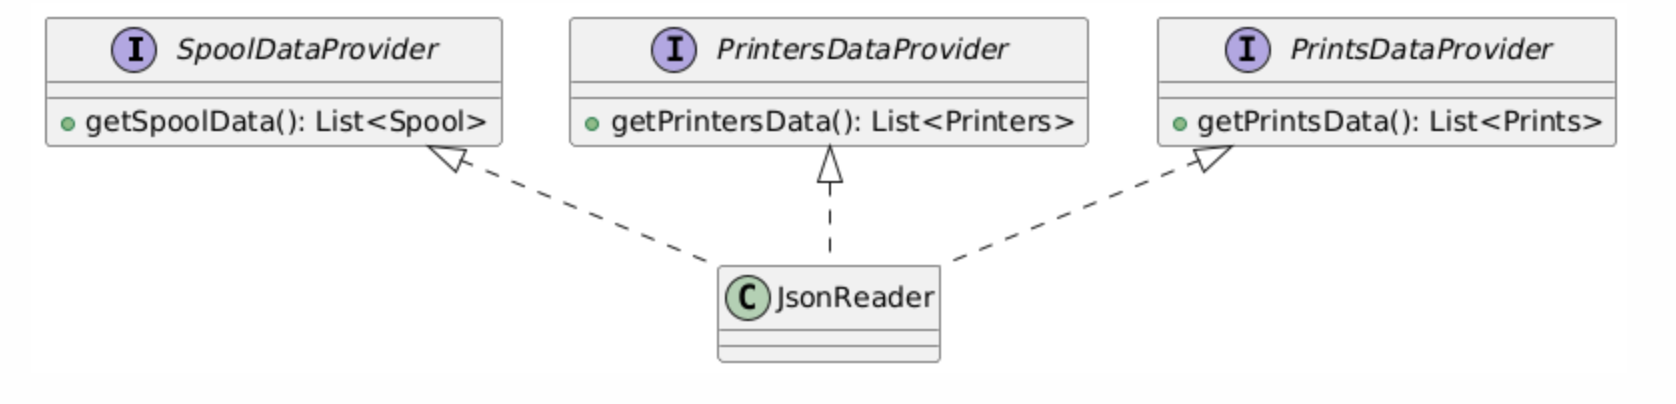 I SpoolDataProvider
getSpoolData(): List<Spool>
I PrintersDataProvider
getPrintersData(): List<Printers>
I PrintsDataProvider
getPrintsData(): List<Prints>
C JsonReader